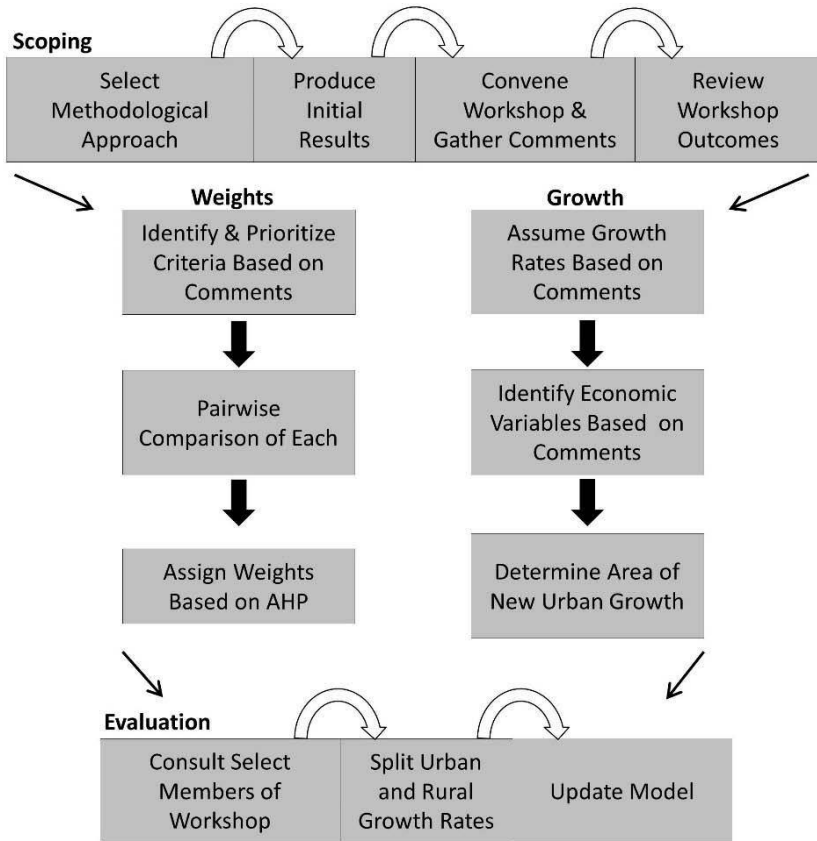 Scoping
Select
Methodological
Approach
Produce
Initial
Results
Convene
Workshop &
Gather Comments
Review
Workshop
Outcomes
Weights
Identify & Prioritize
Criteria Based on
Comments
Pairwise
Comparison of Each
Assign Weights
Based on AHP
Growth
Assume Growth
Rates Based on
Comments
Identify Economic
Variables Based on
Comments
Determine Area of
New Urban Growth
Evaluation
Consult Select
Members of
Workshop
Split Urban
and Rural
Growth Rates
Update Model